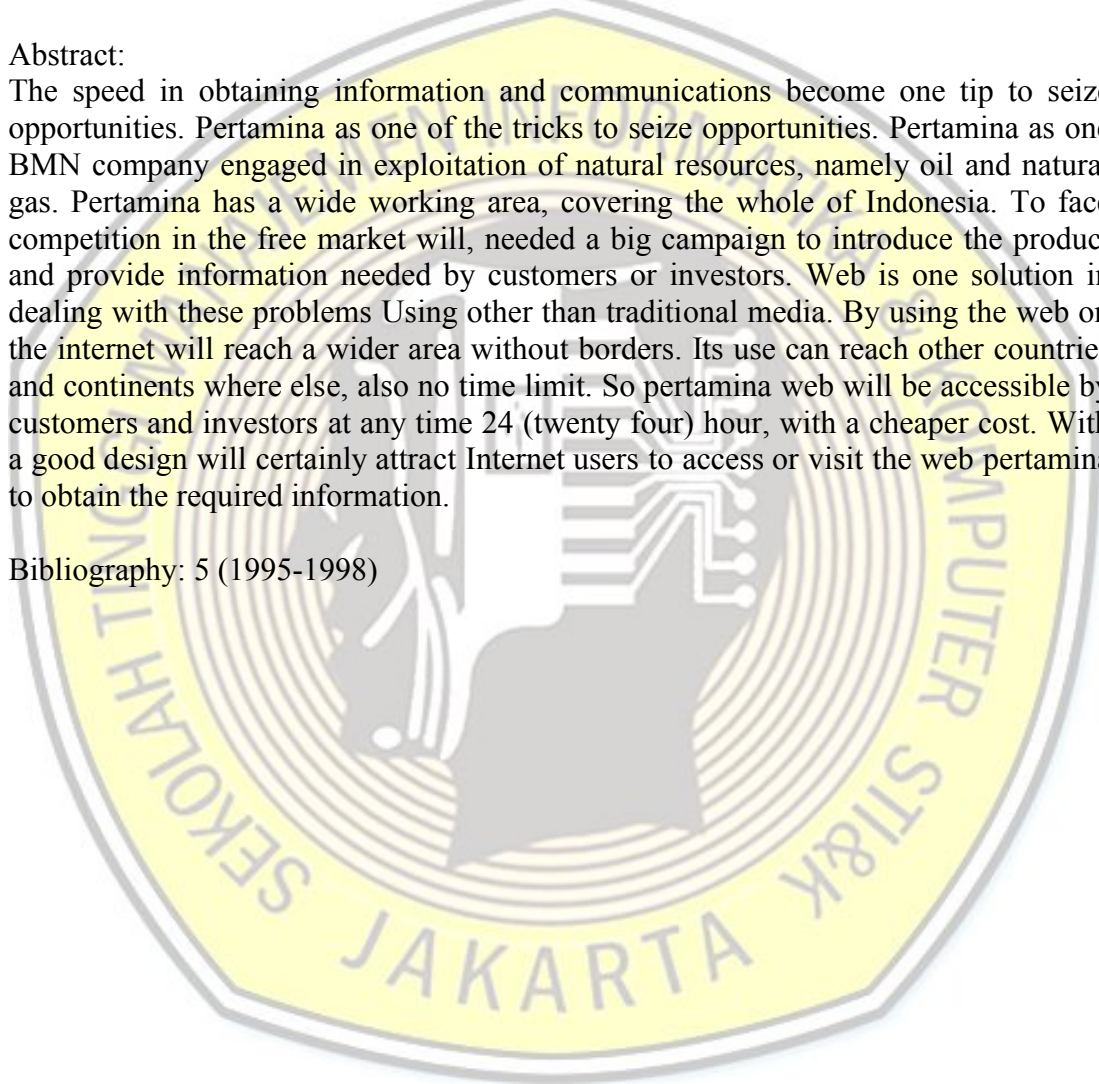 Abstract:
The speed in obtaining information and communications become one tip to seize
opportunities. Pertamina as one of the tricks to seize opportunities. Pertamina as one
BMN company engaged in exploitation of natural resources, namely oil and natural
gas. Pertamina has a wide working area, covering the whole of Indonesia. To face
competition in the free market will, needed a big campaign to introduce the product
and provide information needed by customers or investors. Web is one solution in
dealing with these problems Using other than traditional media. By using the web or
the internet will reach a wider area without borders. Its use can reach other countries
and continents where else, also no time limit. So pertamina web will be accessible by
customers and investors at any time 24 (twenty four) hour, with a cheaper cost. With
a good design will certainly attract Internet users to access or visit the web pertamina
to obtain the required information.
Bibliography: 5 (1995-1998)
SEKOLAH TINGGI MANAJEMEN INFORMATIKA & KOMPUTER STI&K
JAKARTA